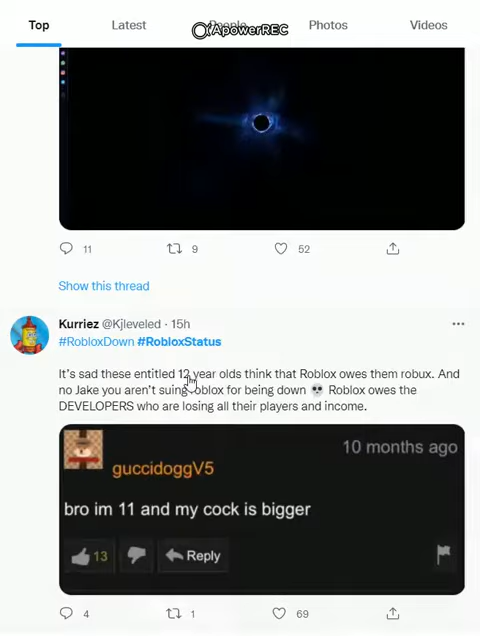 Top Latest People Photos Videos
ApowerREC
11 9 52
Show this thread
Kurriez @Kjleveled · 15h
#RobloxDown #RobloxStatus
It's sad these entitled 12 year olds think that Roblox owes them robux. And
no Jake you aren't suing roblox for being down 💀 Roblox owes the
DEVELOPERS who are losing all their players and income.
10 months ago
guccidoggV5
bro im 11 and my cock is bigger
13 Reply
4 1 69